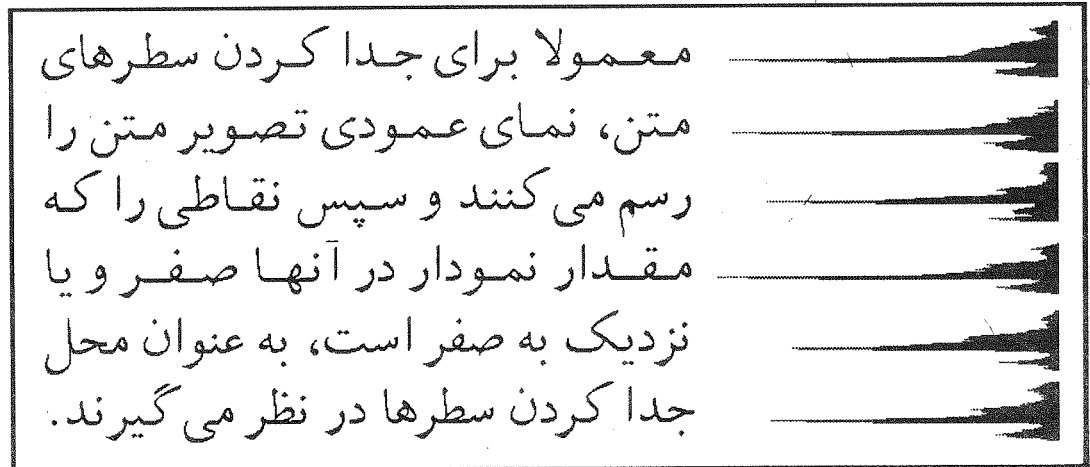 معمولا برای جدا کردن سطرهای
متن، نمای عمودی تصویر متن را
رسم می‌کنند و سپس نقاطی را که
مقدار نمودار در آنها صفر و یا
نزدیک به صفر است، به عنوان محل
جدا کردن سطرها در نظر می‌گیرند.